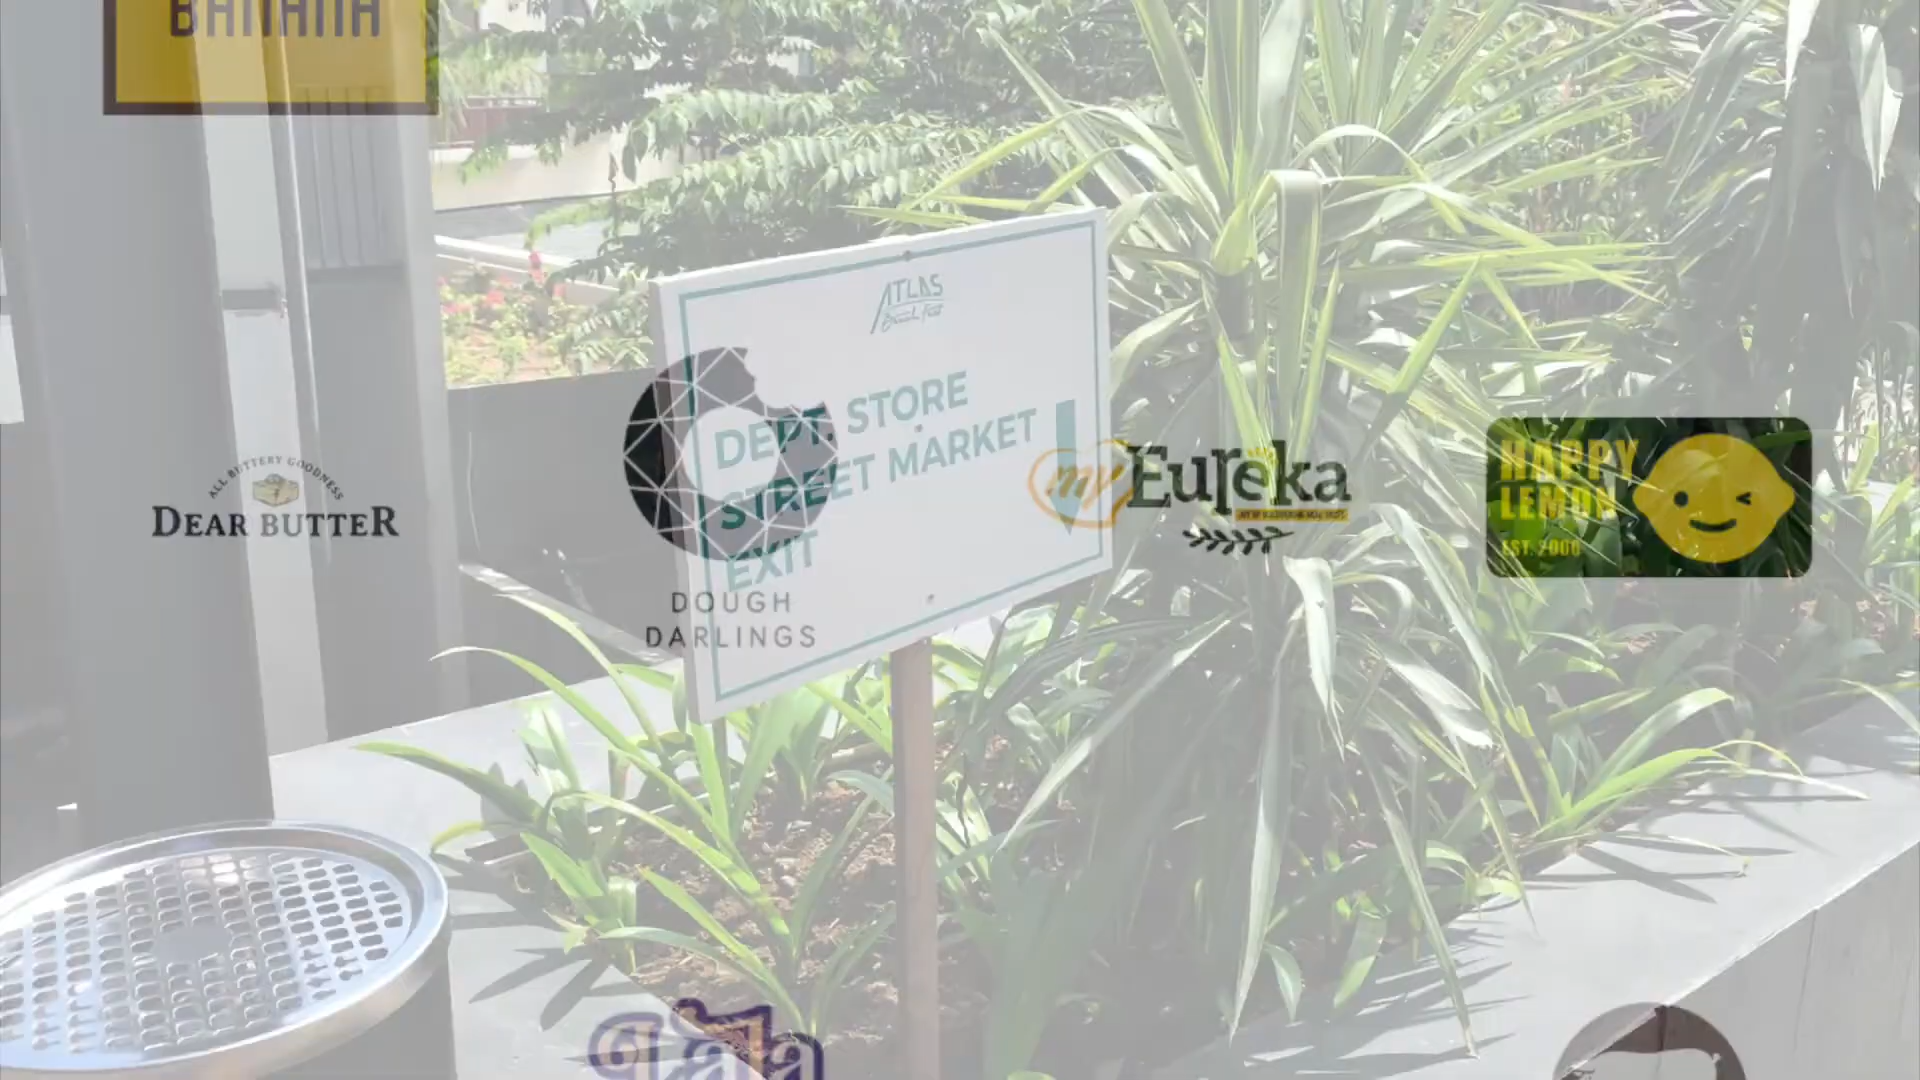 BANANA
ATLAS
Beach Fest
DEPT. STORE
STREET MARKET
EXIT
ALL BUTTERY GOODNESS
DEAR BUTTER
DOUGH
DARLINGS
my Eureka
HAPPY
LEMON
EST. 2006